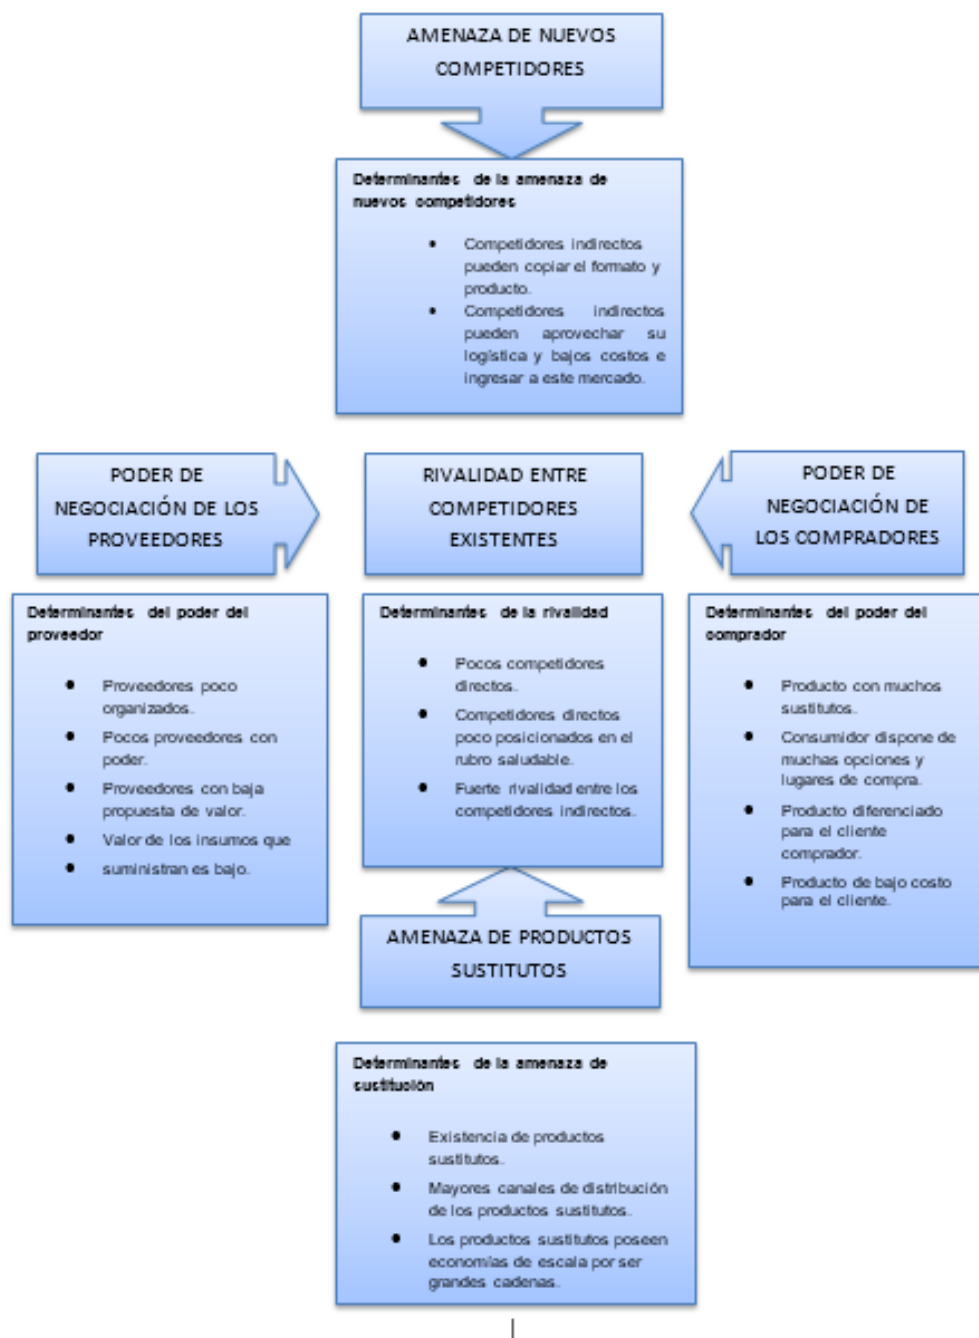 AMENAZA DE NUEVOS
COMPETIDORES
Determinantes de la amenaza de
nuevos competidores
• Competidores indirectos
pueden copiar el formato y
producto.
• Competidores indirectos
pueden aprovechar su
logística y bajos costos e
ingresar a este mercado.
PODER DE
NEGOCIACIÓN DE LOS
PROVEEDORES
RIVALIDAD ENTRE
COMPETIDORES
EXISTENTES
PODER DE
NEGOCIACIÓN DE
LOS COMPRADORES
Determinantes del poder del
proveedor
• Proveedores poco
organizados.
• Pocos proveedores con
poder.
• Proveedores con baja
propuesta de valor.
• Valor de los insumos que
• suministran es bajo.
Determinantes de la rivalidad
• Pocos competidores
directos.
• Competidores directos
poco posicionados en el
rubro saludable.
• Fuerte rivalidad entre los
competidores indirectos.
Determinantes del poder del
comprador
• Producto con muchos
sustitutos.
• Consumidor dispone de
muchas opciones y
lugares de compra.
• Producto diferenciado
para el cliente
comprador.
• Producto de bajo costo
para el cliente.
AMENAZA DE PRODUCTOS
SUSTITUTOS
Determinantes de la amenaza de
sustitución
• Existencia de productos
sustitutos.
• Mayores canales de distribución
de los productos sustitutos.
• Los productos sustitutos poseen
economías de escala por ser
grandes cadenas.